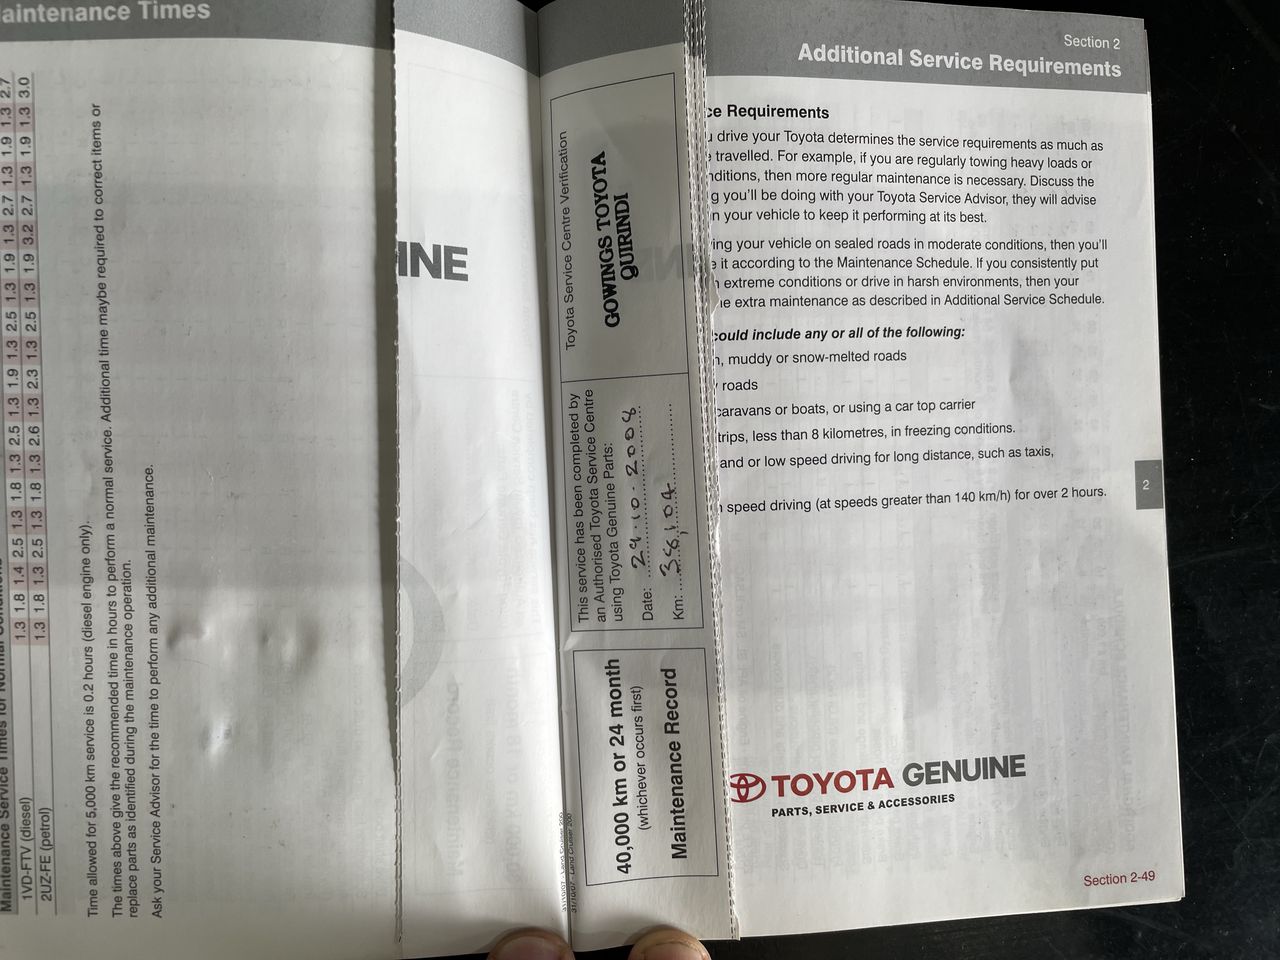 aintenance Times
Maintenance Service Times for Normal Conditions
1VD-FTV (diesel) 1.3 1.8 1.4 2.5 1.3 1.8 1.3 2.5 1.3 1.9 1.3 2.5 1.3 1.9 1.3 2.7 1.3 1.9 1.3 2.7
2UZ-FE (petrol) 1.3 1.8 1.3 2.5 1.3 1.8 1.3 2.6 1.3 2.3 1.3 2.5 1.3 1.9 3.2 2.7 1.3 1.9 1.3 3.0
Time allowed for 5,000 km service is 0.2 hours (diesel engine only).
The times above give the recommended time in hours to perform a normal service. Additional time maybe required to correct items or
replace parts as identified during the maintenance operation.
Ask your Service Advisor for the time to perform any additional maintenance.
INE
31/10/07 - Land Cruiser 200
40,000 km or 24 month
(whichever occurs first)
Maintenance Record
This service has been completed by
an Authorised Toyota Service Centre
using Toyota Genuine Parts:
Date: 29.10.2008
Km: 38,104
Toyota Service Centre Verification
GOWINGS TOYOTA
QUIRINDI
Section 2
Additional Service Requirements
ce Requirements
u drive your Toyota determines the service requirements as much as
e travelled. For example, if you are regularly towing heavy loads or
nditions, then more regular maintenance is necessary. Discuss the
g you'll be doing with your Toyota Service Advisor, they will advise
n your vehicle to keep it performing at its best.
ing your vehicle on sealed roads in moderate conditions, then you'll
e it according to the Maintenance Schedule. If you consistently put
n extreme conditions or drive in harsh environments, then your
e extra maintenance as described in Additional Service Schedule.
could include any or all of the following:
n, muddy or snow-melted roads
y roads
caravans or boats, or using a car top carrier
trips, less than 8 kilometres, in freezing conditions.
and or low speed driving for long distance, such as taxis,
h speed driving (at speeds greater than 140 km/h) for over 2 hours.
2
TOYOTA GENUINE
PARTS, SERVICE & ACCESSORIES
Section 2-49